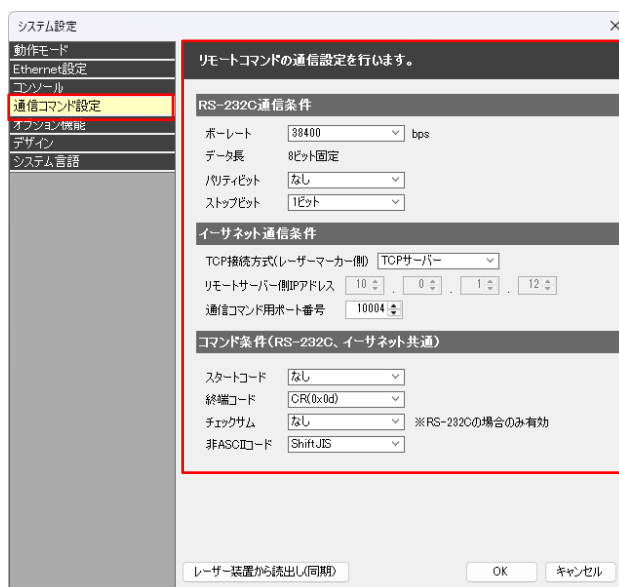 システム設定
動作モード
Ethernet設定
コンソール
通信コマンド設定
オプション機能
デザイン
システム言語
リモートコマンドの通信設定を行います。
RS-232C通信条件
ボーレート 38400 bps
データ長 8ビット固定
パリティビット なし
ストップビット 1ビット
イーサネット通信条件
TCP接続方式(レーザーマーカー側) TCPサーバー
リモートサーバー側IPアドレス 10 . 0 . 1 . 12
通信コマンド用ポート番号 10004
コマンド条件(RS-232C、イーサネット共通)
スタートコード なし
終端コード CR(0x0d)
チェックサム なし ※RS-232Cの場合のみ有効
非ASCIIコード ShiftJIS
レーザー装置から読出し(同期) OK キャンセル